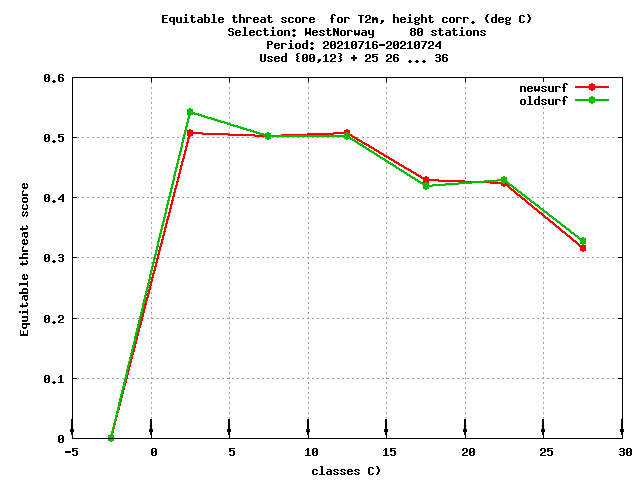 Equitable threat score  for T2m, height corr. (deg C)
Selection: WestNorway     80 stations
Period: 20210716-20210724
Used {00,12} + 25 26 ... 36
newsurf
oldsurf
Equitable threat score
0.6
0.5
0.4
0.3
0.2
0.1
0
-5 0 5 10 15 20 25 30
classes C)